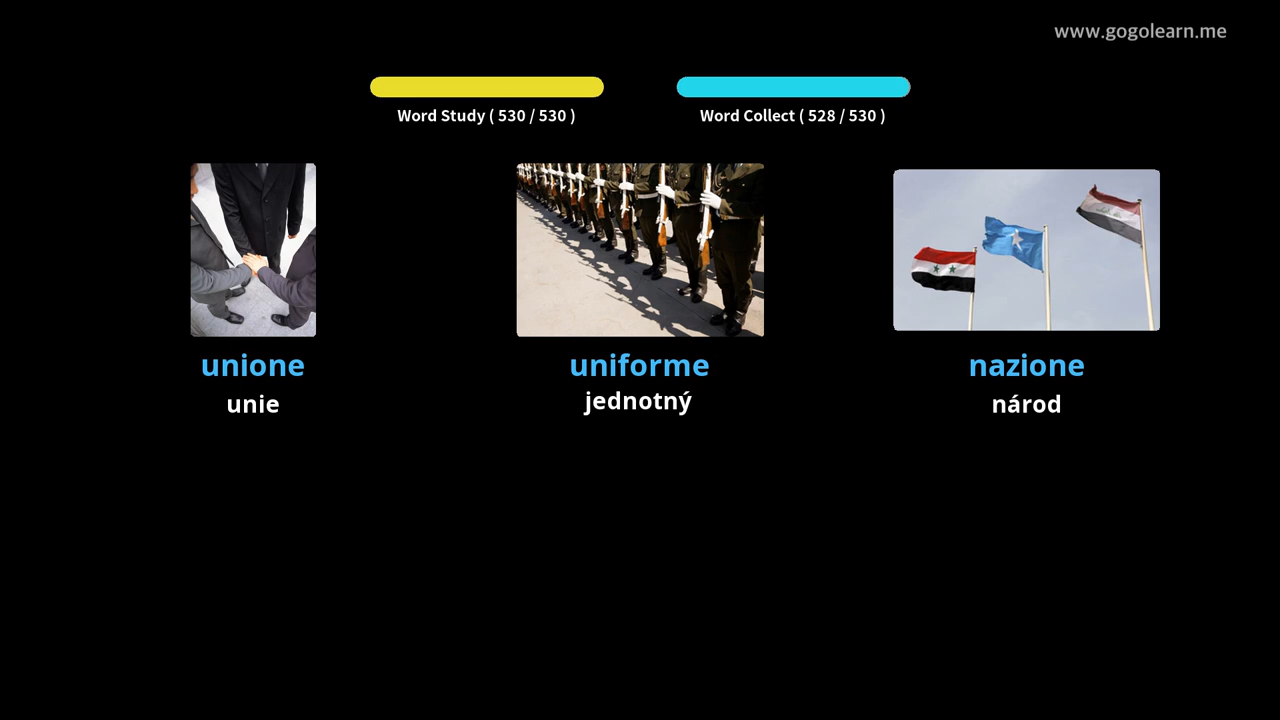 www.gogolearn.me
Word Study ( 530 / 530 )
Word Collect ( 528 / 530 )
unione
unie
uniforme
jednotný
nazione
národ